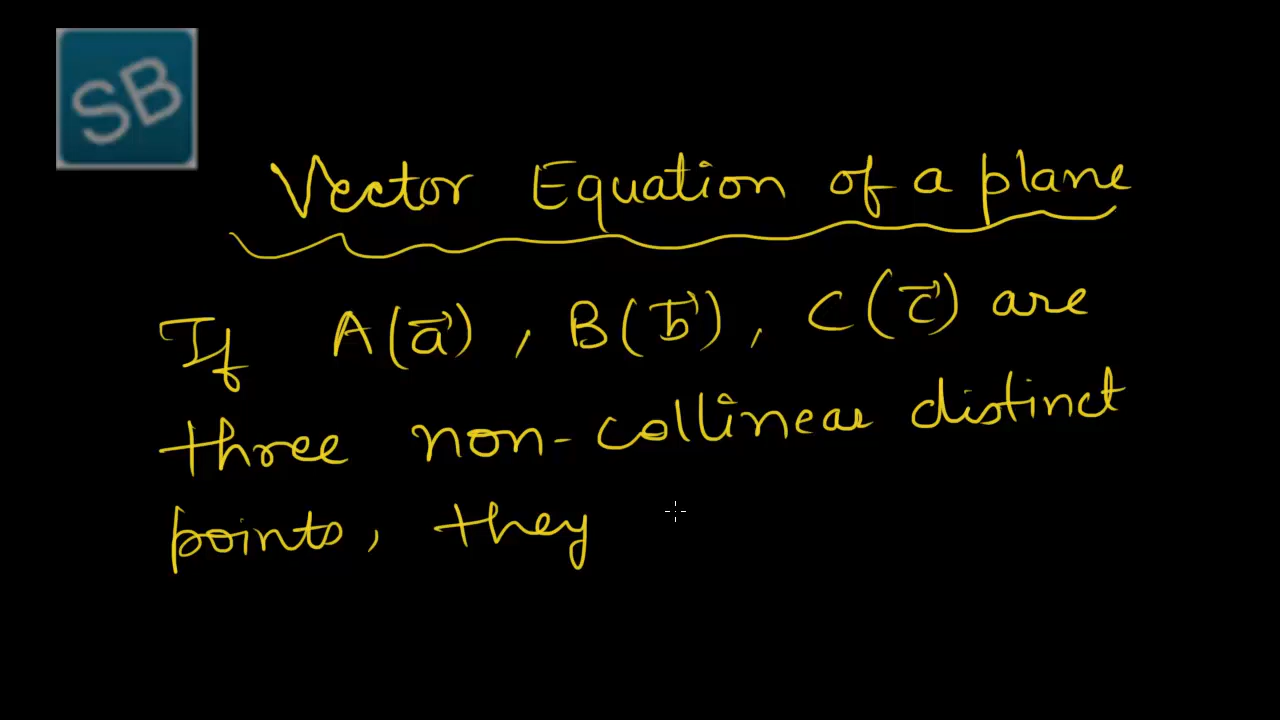 SB
Vector Equation of a plane
If A(a⃗), B(b⃗), C(c⃗) are
three non-collinear distinct
points, they